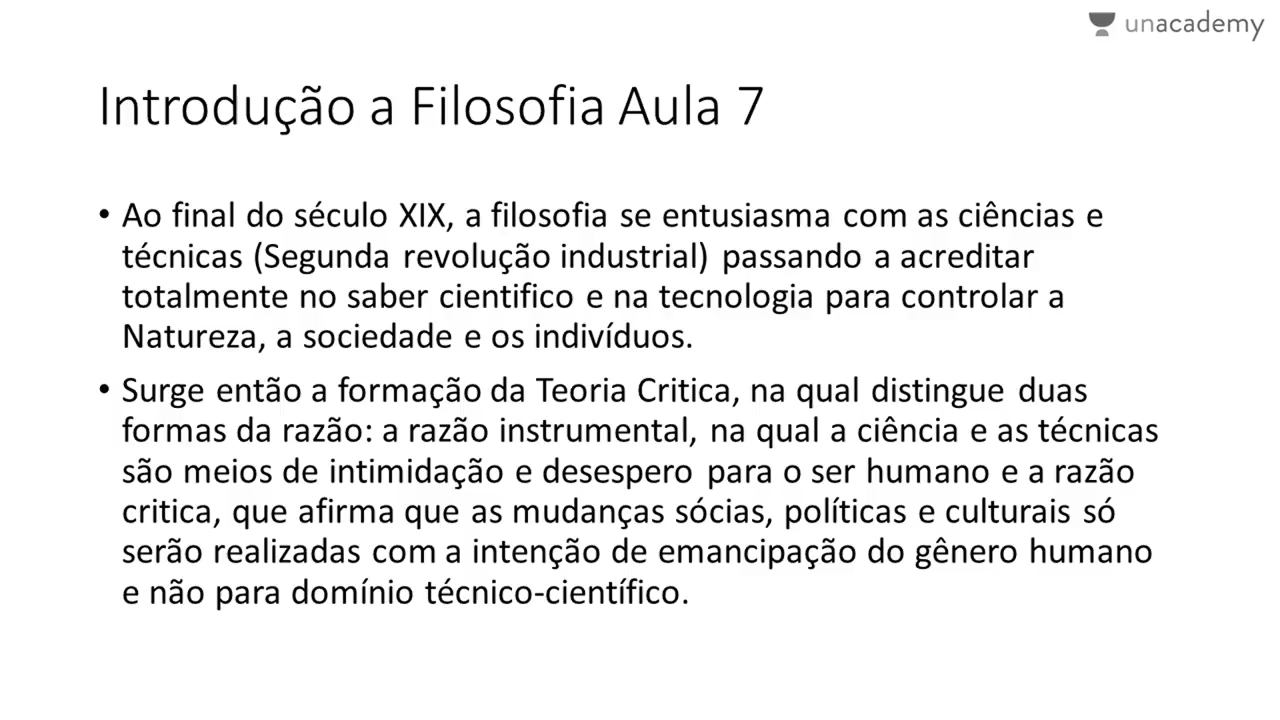 unacademy
Introdução a Filosofia Aula 7
• Ao final do século XIX, a filosofia se entusiasma com as ciências e
técnicas (Segunda revolução industrial) passando a acreditar
totalmente no saber cientifico e na tecnologia para controlar a
Natureza, a sociedade e os indivíduos.
• Surge então a formação da Teoria Critica, na qual distingue duas
formas da razão: a razão instrumental, na qual a ciência e as técnicas
são meios de intimidação e desespero para o ser humano e a razão
critica, que afirma que as mudanças sócias, políticas e culturais só
serão realizadas com a intenção de emancipação do gênero humano
e não para domínio técnico-científico.